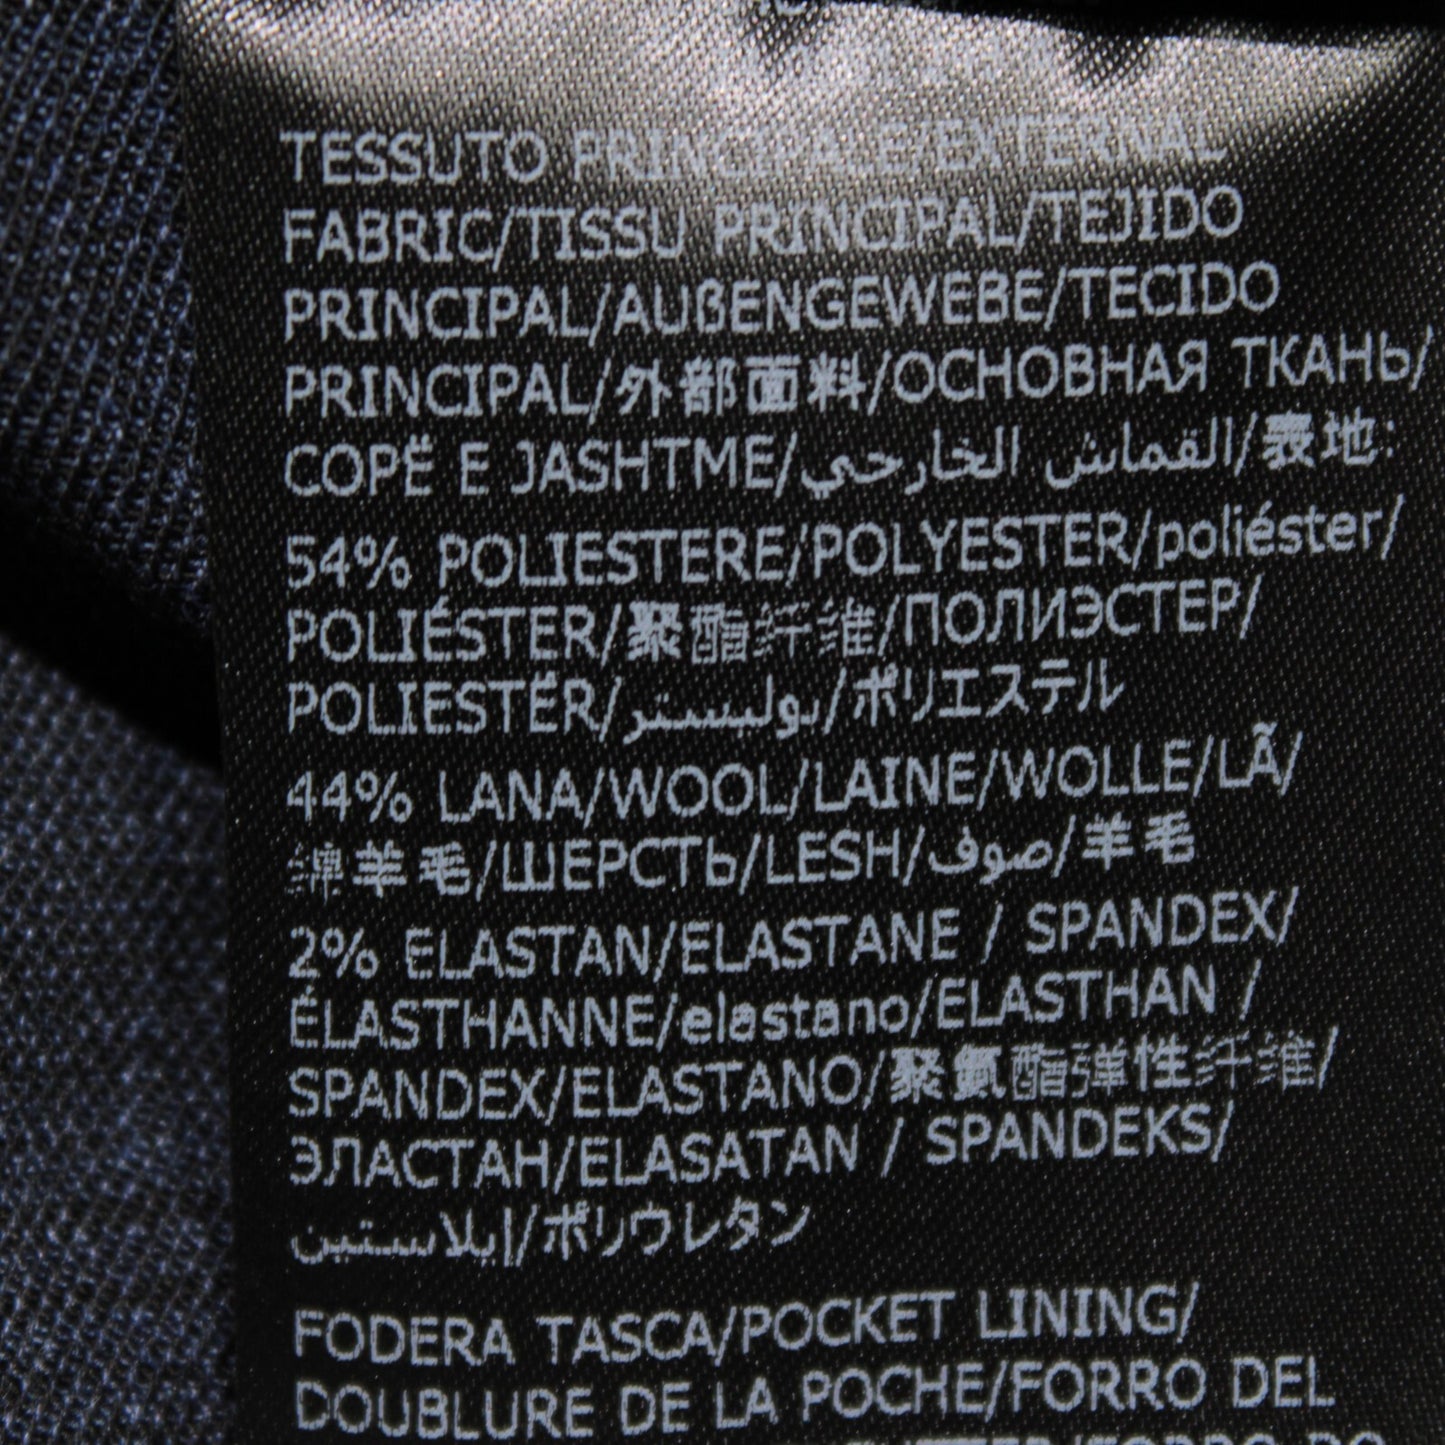 TESSUTO PRINCIPALE/EXTERNAL
FABRIC/TISSU PRINCIPAL/TEJIDO
PRINCIPAL/AUßENGEWEBE/TECIDO
PRINCIPAL/外部面料/ОСНОВНАЯ ТКАНЬ/
COPË E JASHTME/القماش الخارجي/表地:
54% POLIESTERE/POLYESTER/poliéster/
POLIÉSTER/聚酯纤维/ПОЛИЭСТЕР/
POLIESTËR/بوليستر/ポリエステル
44% LANA/WOOL/LAINE/WOLLE/LÃ/
绵羊毛/ШЕРСТЬ/LESH/صوف/羊毛
2% ELASTAN/ELASTANE / SPANDEX/
ÉLASTHANNE/elastano/ELASTHAN /
SPANDEX/ELASTANO/聚氨酯弹性纤维/
ЭЛАСТАН/ELASATAN / SPANDEKS/
إيلاستين/ポリウレタン
FODERA TASCA/POCKET LINING/
DOUBLURE DE LA POCHE/FORRO DEL